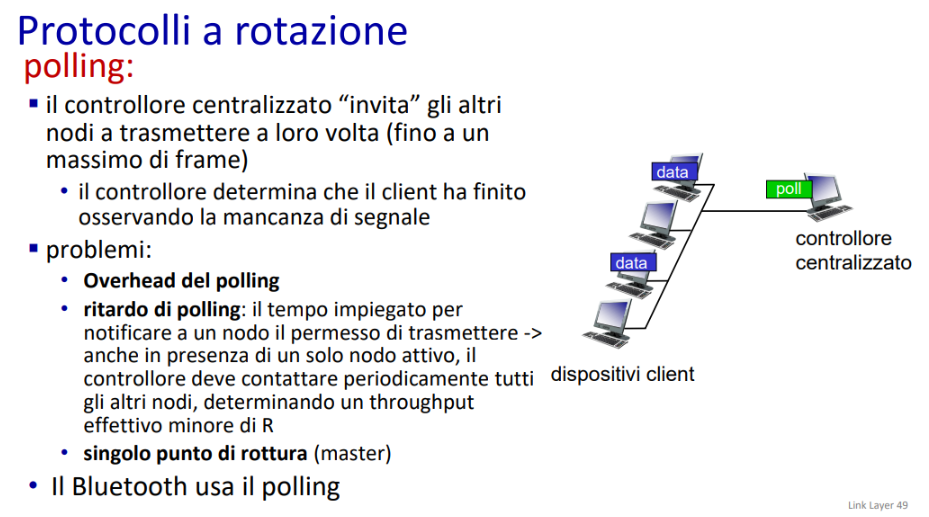 Protocolli a rotazione
polling:
▪ il controllore centralizzato “invita” gli altri
nodi a trasmettere a loro volta (fino a un
massimo di frame)
• il controllore determina che il client ha finito
osservando la mancanza di segnale
▪ problemi:
• Overhead del polling
• ritardo di polling: il tempo impiegato per
notificare a un nodo il permesso di trasmettere ->
anche in presenza di un solo nodo attivo, il
controllore deve contattare periodicamente tutti
gli altri nodi, determinando un throughput
effettivo minore di R
• singolo punto di rottura (master)
• Il Bluetooth usa il polling
data
poll
data
controllore
centralizzato
dispositivi client
Link Layer 49